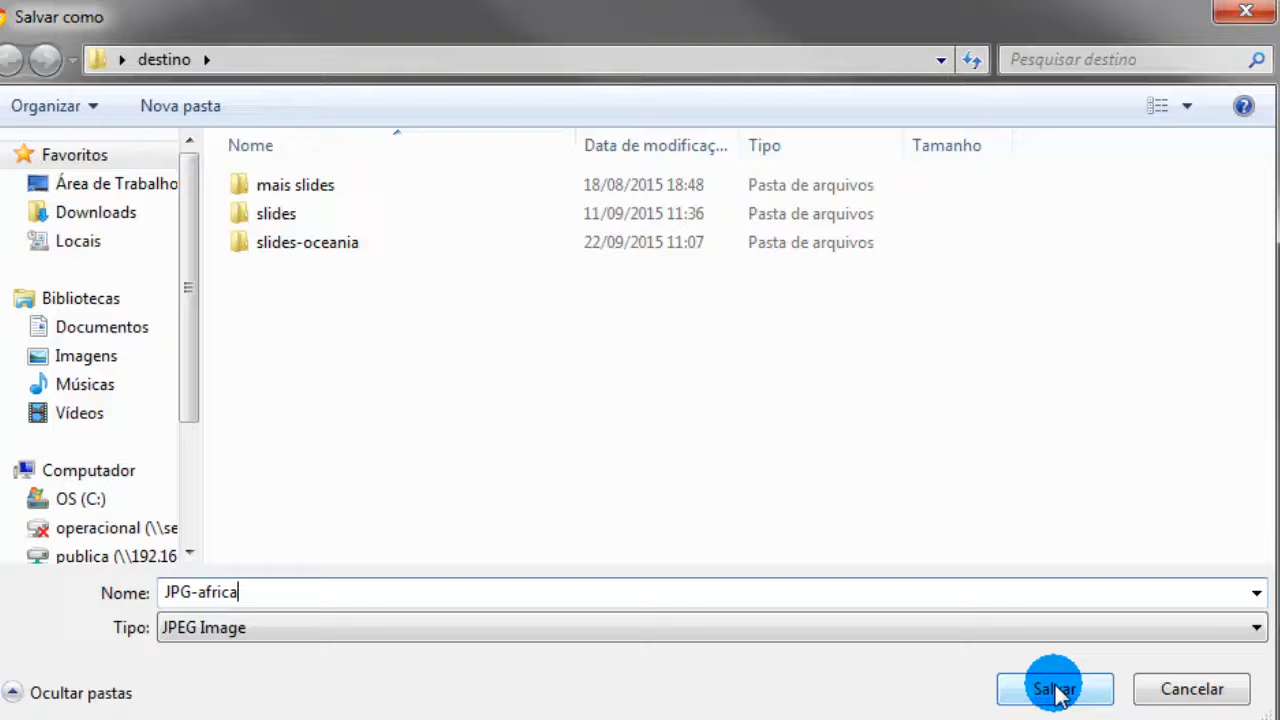 Salvar como
destino
Pesquisar destino
Organizar
Nova pasta
Nome
Data de modificaç...
Tipo
Tamanho
Favoritos
Área de Trabalho
Downloads
Locais
Bibliotecas
Documentos
Imagens
Músicas
Vídeos
Computador
OS (C:)
operacional (\\se
publica (\\192.16
mais slides 18/08/2015 18:48 Pasta de arquivos
slides 11/09/2015 11:36 Pasta de arquivos
slides-oceania 22/09/2015 11:07 Pasta de arquivos
Nome: JPG-africa
Tipo: JPEG Image
Ocultar pastas
Salvar
Cancelar